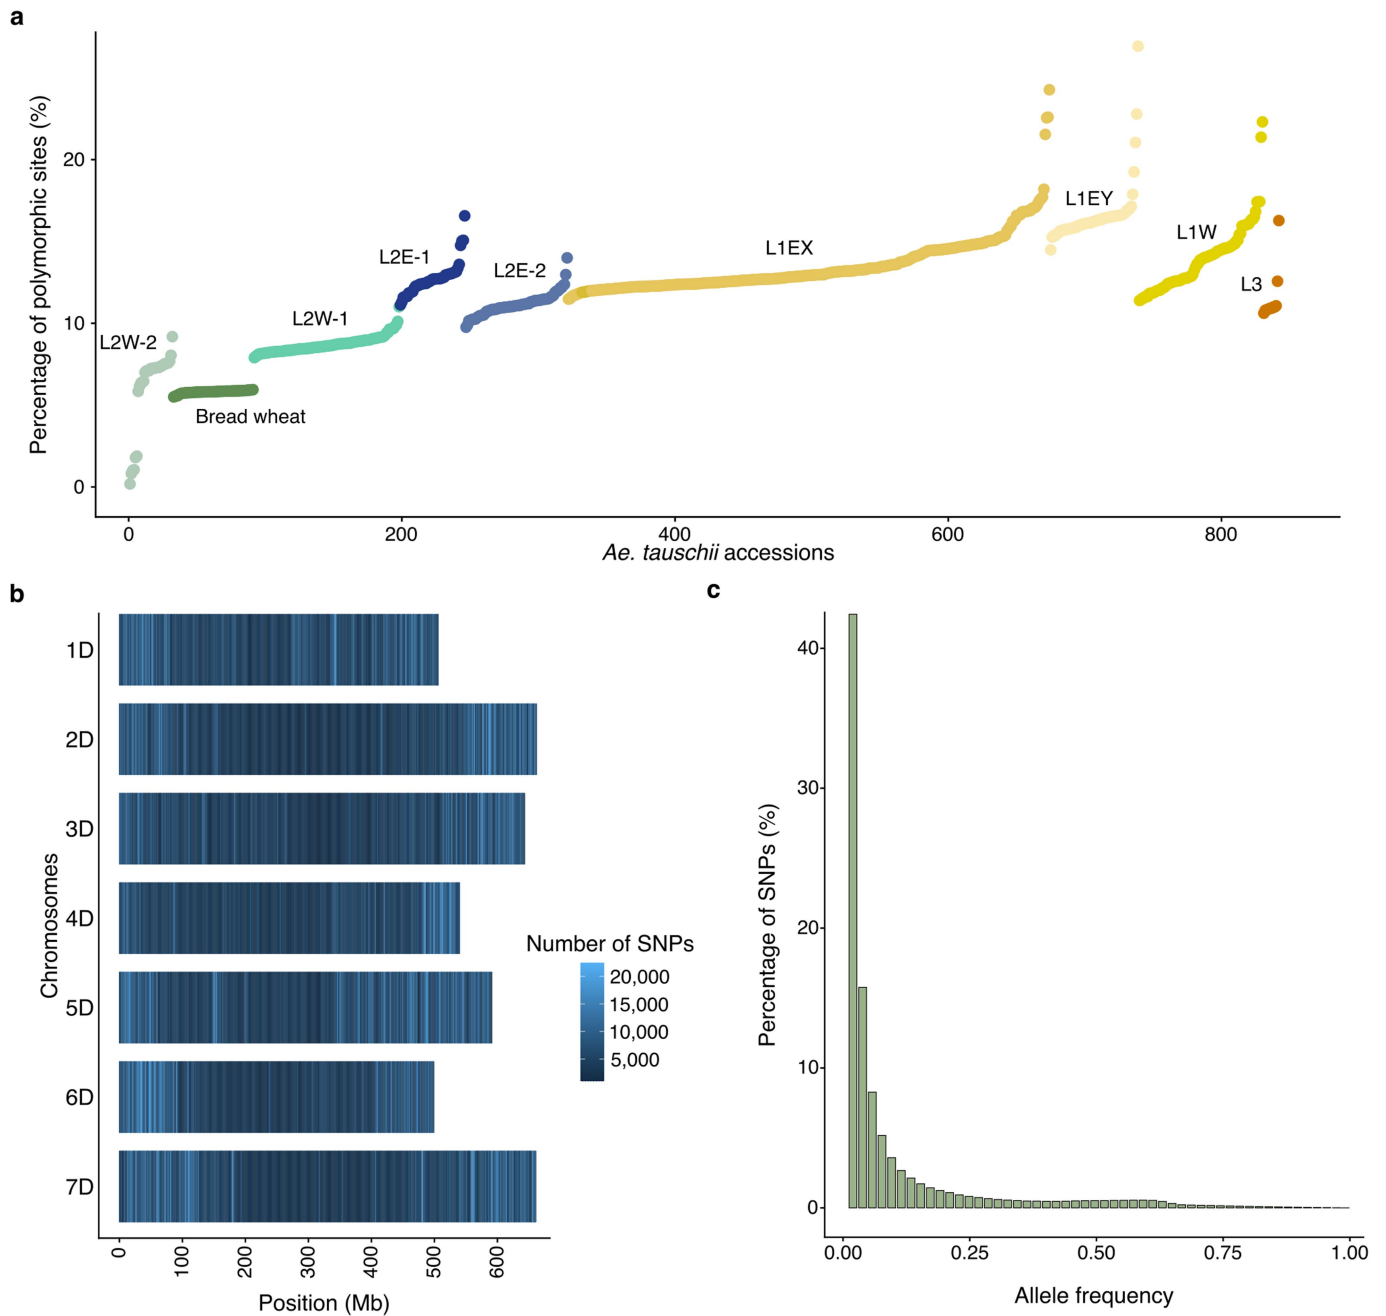 a
Percentage of polymorphic sites (%)
20
10
0
L2W-2
Bread wheat
L2W-1
L2E-1
L2E-2
L1EX
L1EY
L1W
L3
0 200 400 600 800
Ae. tauschii accessions
b
Chromosomes
1D
2D
3D
4D
5D
6D
7D
0 100 200 300 400 500 600
Position (Mb)
Number of SNPs
20,000
15,000
10,000
5,000
c
Percentage of SNPs (%)
40
30
20
10
0
0.00 0.25 0.50 0.75 1.00
Allele frequency